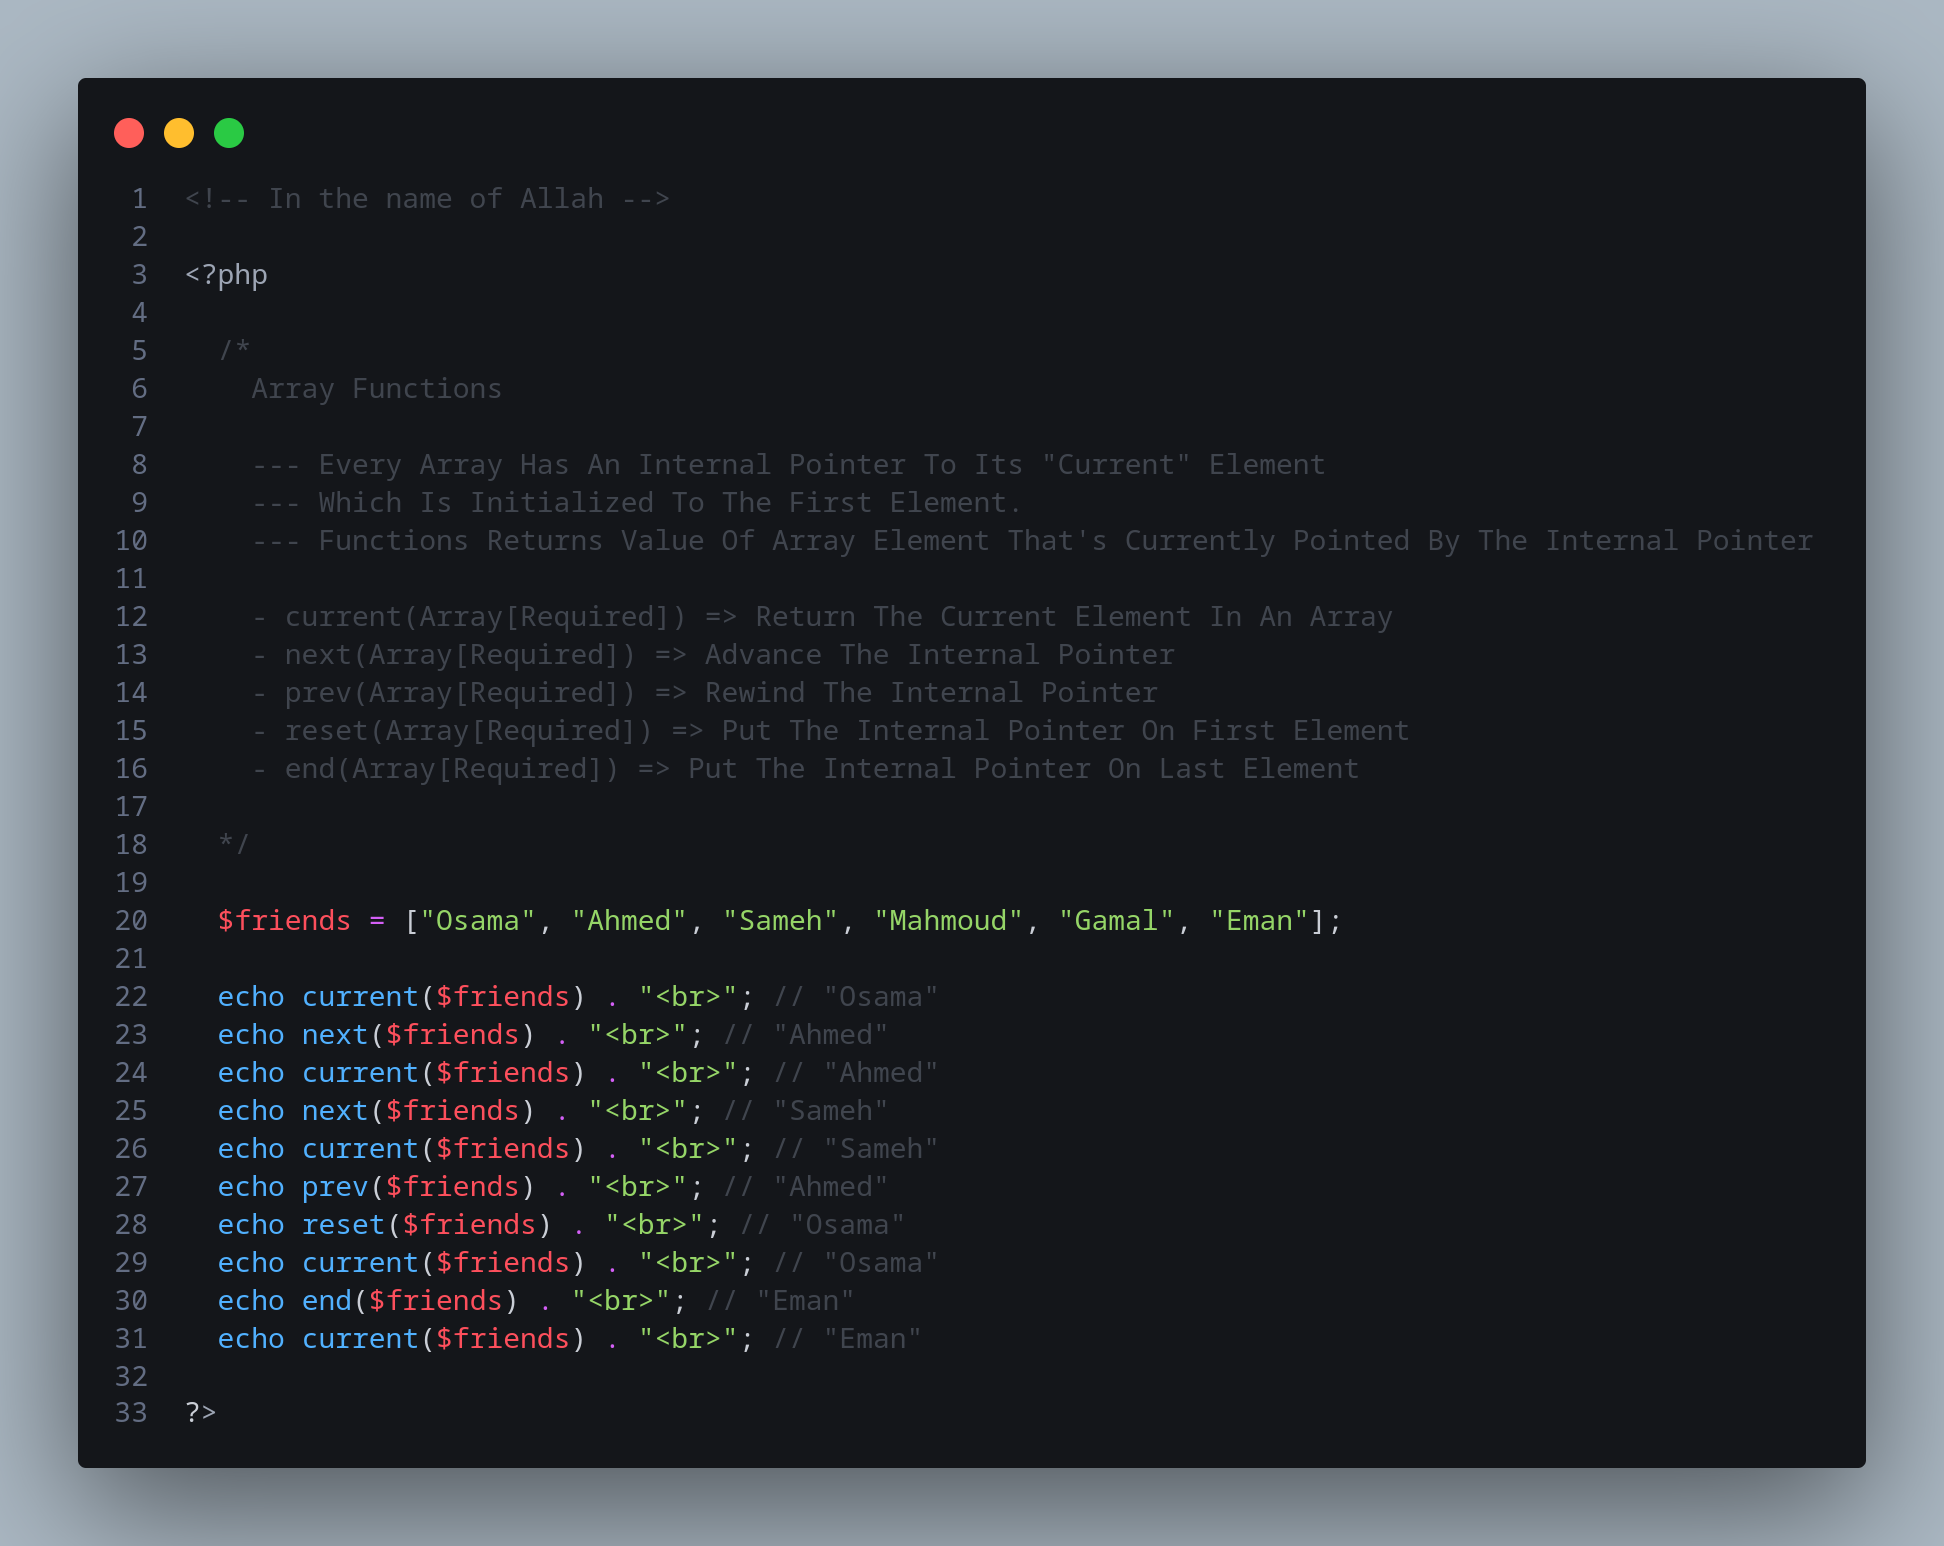 1 <!-- In the name of Allah -->
2
3 <?php
4
5 /*
6 Array Functions
7
8 --- Every Array Has An Internal Pointer To Its "Current" Element
9 --- Which Is Initialized To The First Element.
10 --- Functions Returns Value Of Array Element That's Currently Pointed By The Internal Pointer
11
12 - current(Array[Required]) => Return The Current Element In An Array
13 - next(Array[Required]) => Advance The Internal Pointer
14 - prev(Array[Required]) => Rewind The Internal Pointer
15 - reset(Array[Required]) => Put The Internal Pointer On First Element
16 - end(Array[Required]) => Put The Internal Pointer On Last Element
17
18 */
19
20 $friends = ["Osama", "Ahmed", "Sameh", "Mahmoud", "Gamal", "Eman"];
21
22 echo current($friends) . "<br>"; // "Osama"
23 echo next($friends) . "<br>"; // "Ahmed"
24 echo current($friends) . "<br>"; // "Ahmed"
25 echo next($friends) . "<br>"; // "Sameh"
26 echo current($friends) . "<br>"; // "Sameh"
27 echo prev($friends) . "<br>"; // "Ahmed"
28 echo reset($friends) . "<br>"; // "Osama"
29 echo current($friends) . "<br>"; // "Osama"
30 echo end($friends) . "<br>"; // "Eman"
31 echo current($friends) . "<br>"; // "Eman"
32
33 ?>